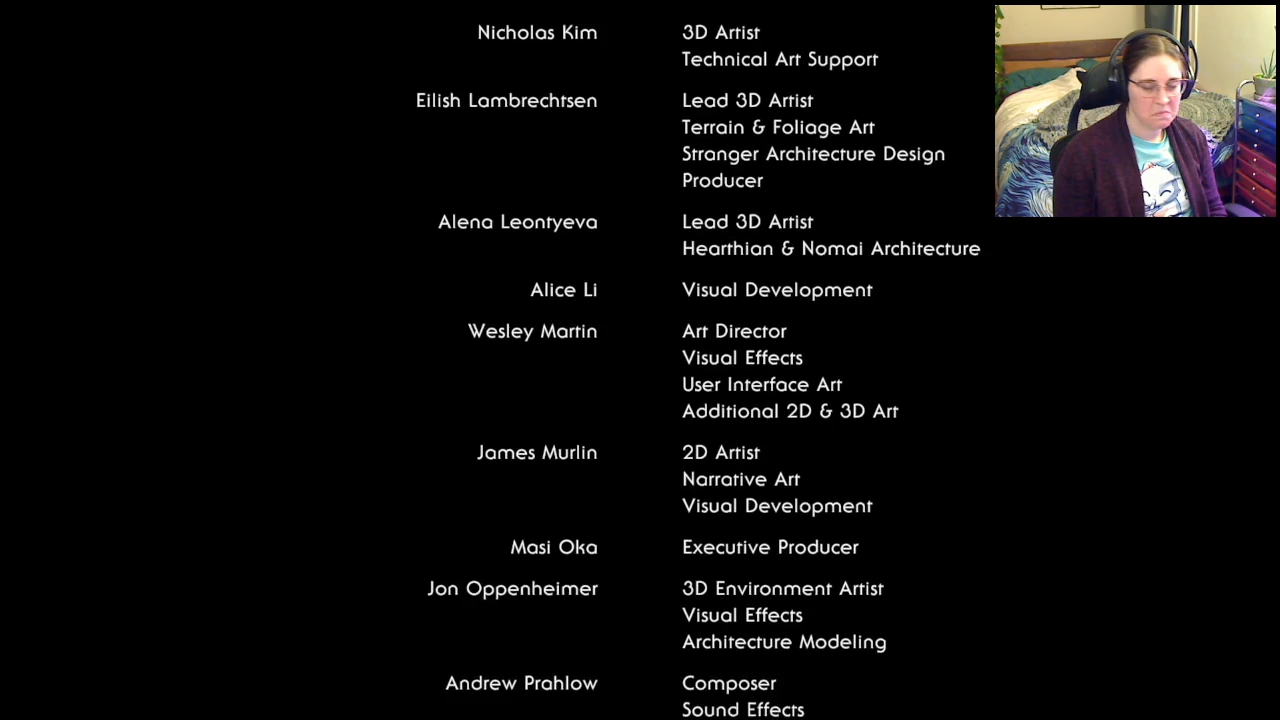 Nicholas Kim 3D Artist
Technical Art Support
Eilish Lambrechtsen Lead 3D Artist
Terrain & Foliage Art
Stranger Architecture Design
Producer
Alena Leontyeva Lead 3D Artist
Hearthian & Nomai Architecture
Alice Li Visual Development
Wesley Martin Art Director
Visual Effects
User Interface Art
Additional 2D & 3D Art
James Murlin 2D Artist
Narrative Art
Visual Development
Masi Oka Executive Producer
Jon Oppenheimer 3D Environment Artist
Visual Effects
Architecture Modeling
Andrew Prahlow Composer
Sound Effects